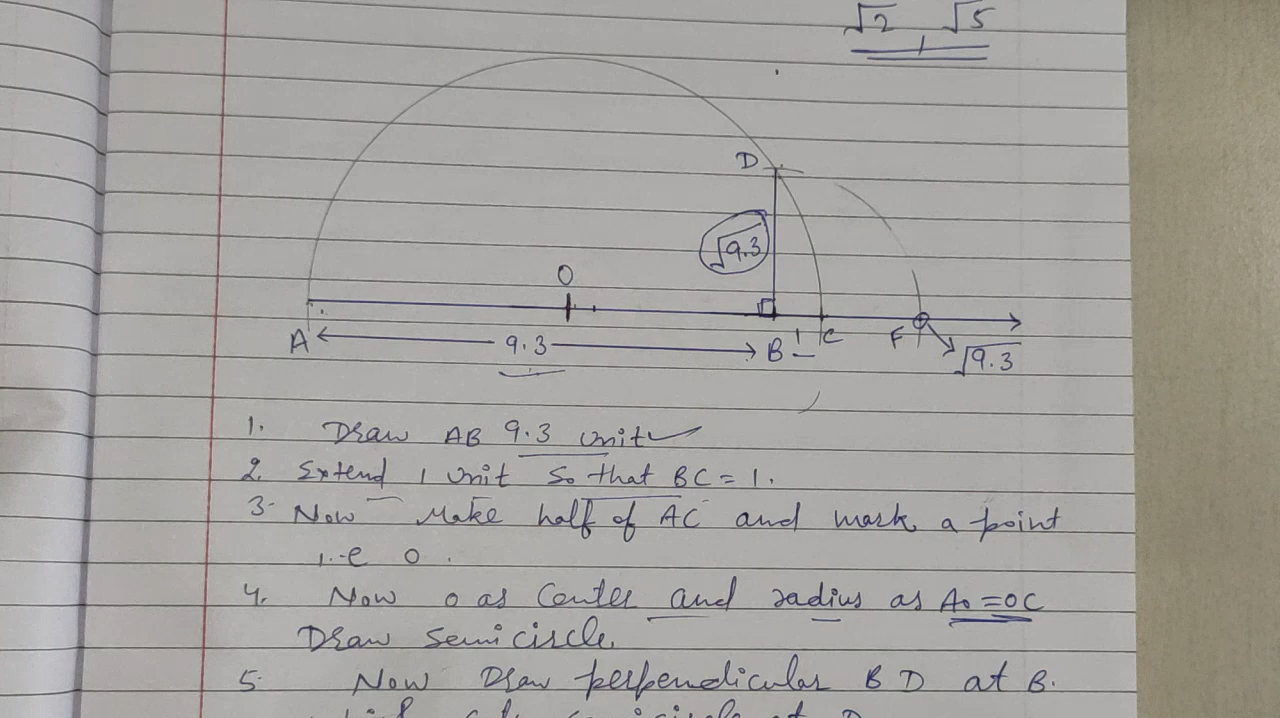 √2 √5
D
√9.3
O
A 9.3 B 1 C F √9.3
1. Draw AB 9.3 unit
2. Extend 1 unit so that BC = 1.
3. Now Make half of AC and mark a point
i.e O.
4. Now O as Center and radius as AO = OC
Draw semicircle.
5. Now Draw perpendicular BD at B.
at D